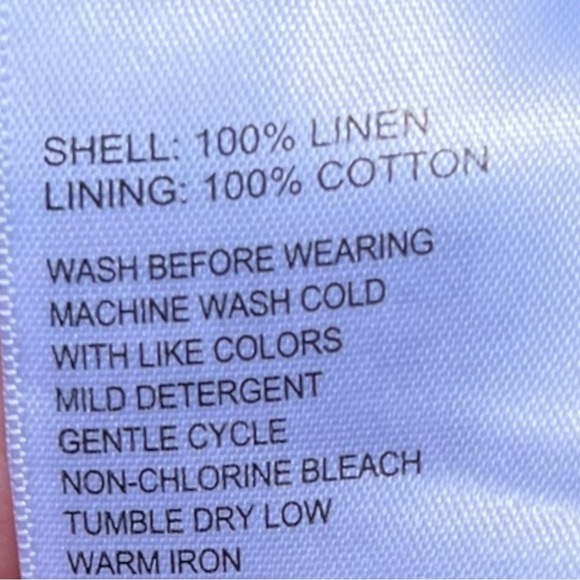 SHELL: 100% LINEN
LINING: 100% COTTON
WASH BEFORE WEARING
MACHINE WASH COLD
WITH LIKE COLORS
MILD DETERGENT
GENTLE CYCLE
NON-CHLORINE BLEACH
TUMBLE DRY LOW
WARM IRON